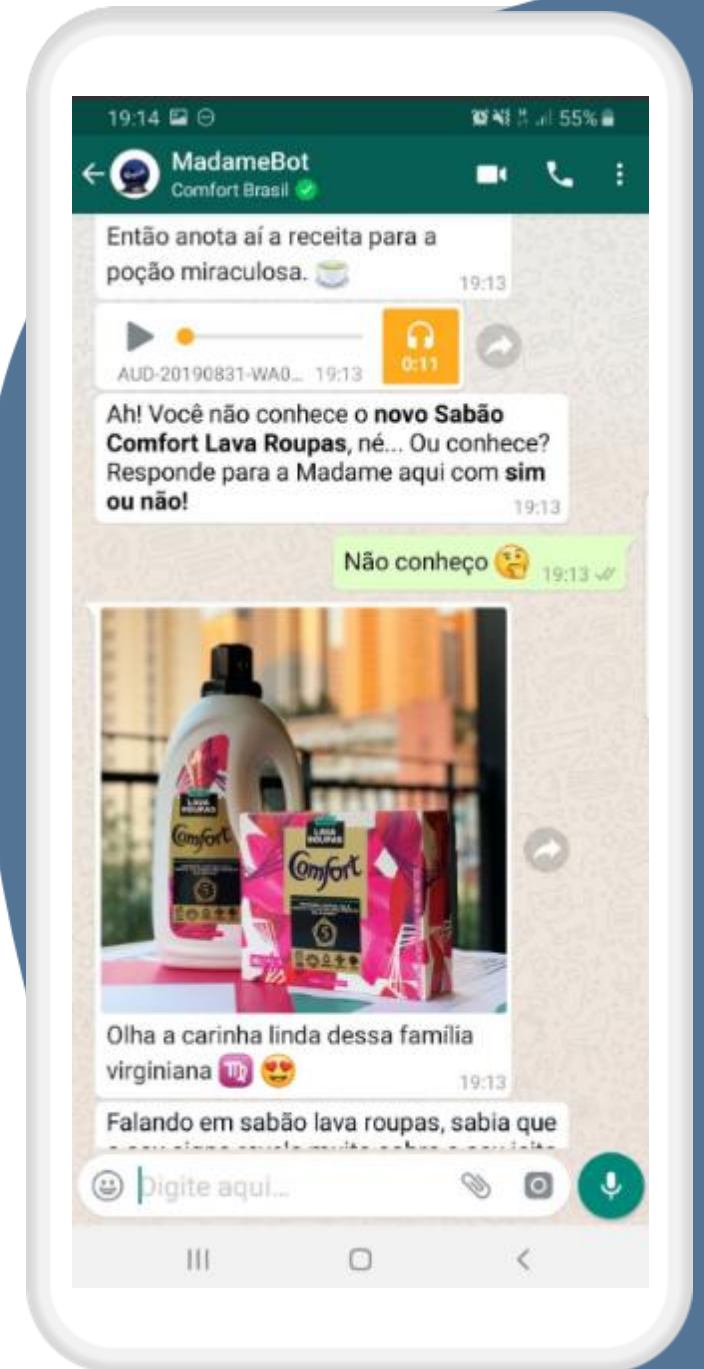 19:14 55%
MadameBot
Comfort Brasil
Então anota aí a receita para a
poção miraculosa. 🍵
19:13
0:11
AUD-20190831-WA0... 19:13
Ah! Você não conhece o novo Sabão
Comfort Lava Roupas, né... Ou conhece?
Responde para a Madame aqui com sim
ou não!
19:13
Não conheço 🤔 19:13
LAVA
ROUPAS
Comfort
5
LAVA
ROUPAS
Comfort
5
Olha a carinha linda dessa família
virginiana ♍ 😍
19:13
Falando em sabão lava roupas, sabia que
Digite aqui...